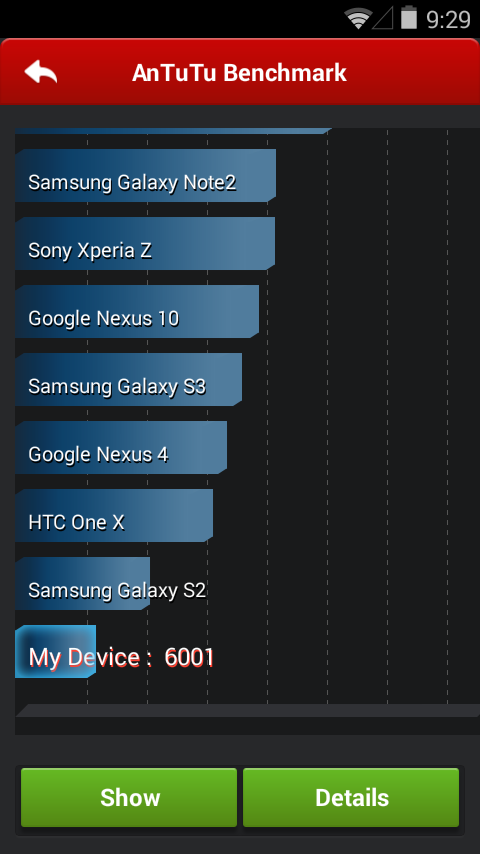 9:29
AnTuTu Benchmark
Samsung Galaxy Note2
Sony Xperia Z
Google Nexus 10
Samsung Galaxy S3
Google Nexus 4
HTC One X
Samsung Galaxy S2
My Device : 6001
Show Details